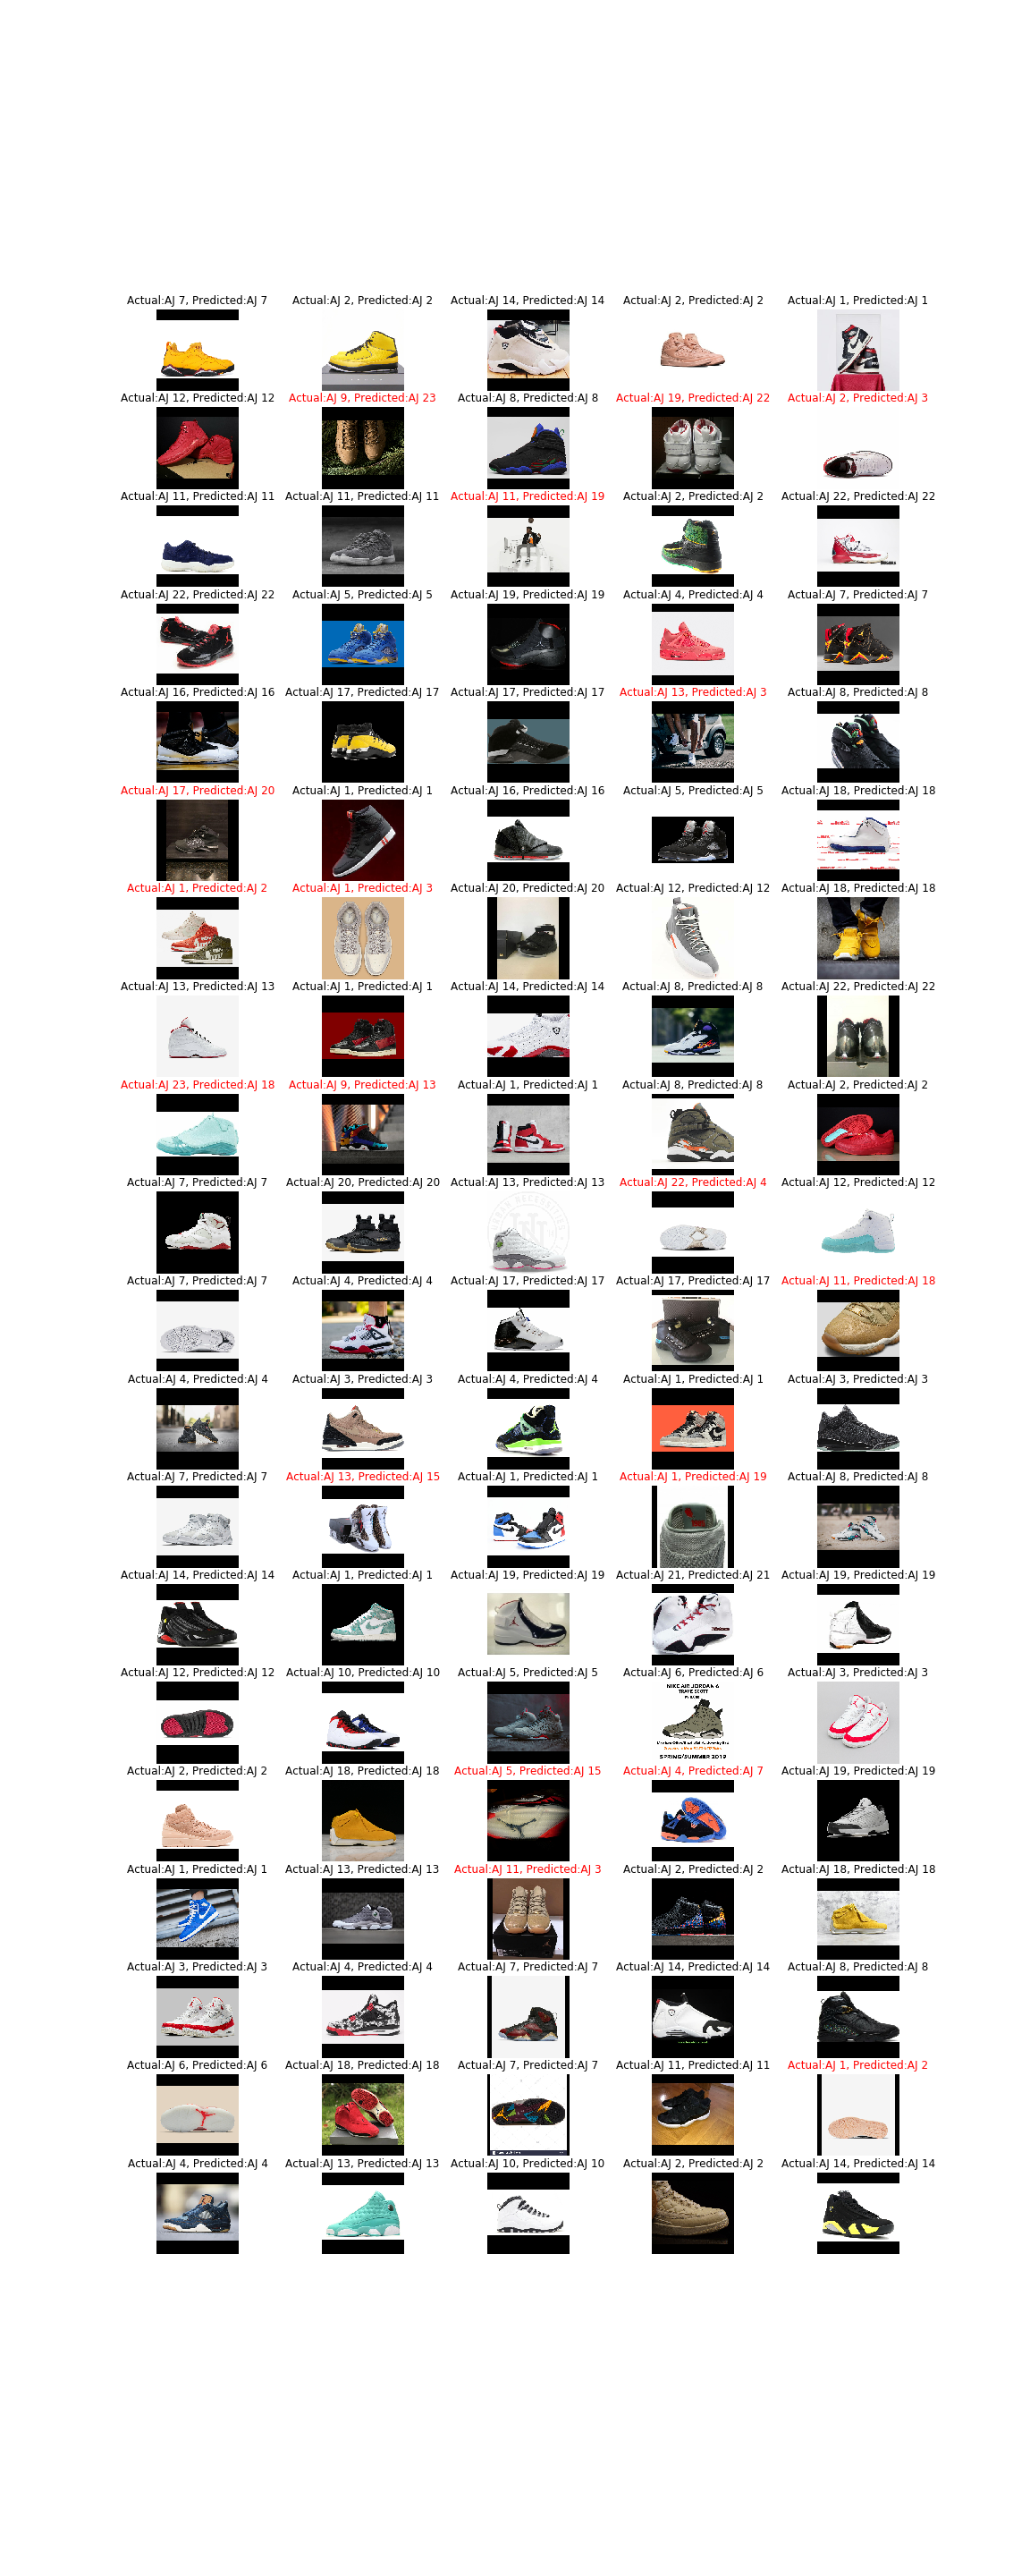 Actual:AJ 7, Predicted:AJ 7 Actual:AJ 2, Predicted:AJ 2 Actual:AJ 14, Predicted:AJ 14 Actual:AJ 2, Predicted:AJ 2 Actual:AJ 1, Predicted:AJ 1
Actual:AJ 12, Predicted:AJ 12 Actual:AJ 9, Predicted:AJ 23 Actual:AJ 8, Predicted:AJ 8 Actual:AJ 19, Predicted:AJ 22 Actual:AJ 2, Predicted:AJ 3
Actual:AJ 11, Predicted:AJ 11 Actual:AJ 11, Predicted:AJ 11 Actual:AJ 11, Predicted:AJ 19 Actual:AJ 2, Predicted:AJ 2 Actual:AJ 22, Predicted:AJ 22
Actual:AJ 22, Predicted:AJ 22 Actual:AJ 5, Predicted:AJ 5 Actual:AJ 19, Predicted:AJ 19 Actual:AJ 4, Predicted:AJ 4 Actual:AJ 7, Predicted:AJ 7
Actual:AJ 16, Predicted:AJ 16 Actual:AJ 17, Predicted:AJ 17 Actual:AJ 17, Predicted:AJ 17 Actual:AJ 13, Predicted:AJ 3 Actual:AJ 8, Predicted:AJ 8
Actual:AJ 17, Predicted:AJ 20 Actual:AJ 1, Predicted:AJ 1 Actual:AJ 16, Predicted:AJ 16 Actual:AJ 5, Predicted:AJ 5 Actual:AJ 18, Predicted:AJ 18
Actual:AJ 1, Predicted:AJ 2 Actual:AJ 1, Predicted:AJ 3 Actual:AJ 20, Predicted:AJ 20 Actual:AJ 12, Predicted:AJ 12 Actual:AJ 18, Predicted:AJ 18
Actual:AJ 13, Predicted:AJ 13 Actual:AJ 1, Predicted:AJ 1 Actual:AJ 14, Predicted:AJ 14 Actual:AJ 8, Predicted:AJ 8 Actual:AJ 22, Predicted:AJ 22
Actual:AJ 23, Predicted:AJ 18 Actual:AJ 9, Predicted:AJ 13 Actual:AJ 1, Predicted:AJ 1 Actual:AJ 8, Predicted:AJ 8 Actual:AJ 2, Predicted:AJ 2
Actual:AJ 7, Predicted:AJ 7 Actual:AJ 20, Predicted:AJ 20 Actual:AJ 13, Predicted:AJ 13 Actual:AJ 22, Predicted:AJ 4 Actual:AJ 12, Predicted:AJ 12
Actual:AJ 7, Predicted:AJ 7 Actual:AJ 4, Predicted:AJ 4 Actual:AJ 17, Predicted:AJ 17 Actual:AJ 17, Predicted:AJ 17 Actual:AJ 11, Predicted:AJ 18
Actual:AJ 4, Predicted:AJ 4 Actual:AJ 3, Predicted:AJ 3 Actual:AJ 4, Predicted:AJ 4 Actual:AJ 1, Predicted:AJ 1 Actual:AJ 3, Predicted:AJ 3
Actual:AJ 7, Predicted:AJ 7 Actual:AJ 13, Predicted:AJ 15 Actual:AJ 1, Predicted:AJ 1 Actual:AJ 1, Predicted:AJ 19 Actual:AJ 8, Predicted:AJ 8
Actual:AJ 14, Predicted:AJ 14 Actual:AJ 1, Predicted:AJ 1 Actual:AJ 19, Predicted:AJ 19 Actual:AJ 21, Predicted:AJ 21 Actual:AJ 19, Predicted:AJ 19
Actual:AJ 12, Predicted:AJ 12 Actual:AJ 10, Predicted:AJ 10 Actual:AJ 5, Predicted:AJ 5 Actual:AJ 6, Predicted:AJ 6 Actual:AJ 3, Predicted:AJ 3
NIKE AIR JORDAN 6
TRAVIS SCOTT
SPRING/SUMMER 2019
Actual:AJ 2, Predicted:AJ 2 Actual:AJ 18, Predicted:AJ 18 Actual:AJ 5, Predicted:AJ 15 Actual:AJ 4, Predicted:AJ 7 Actual:AJ 19, Predicted:AJ 19
Actual:AJ 1, Predicted:AJ 1 Actual:AJ 13, Predicted:AJ 13 Actual:AJ 11, Predicted:AJ 3 Actual:AJ 2, Predicted:AJ 2 Actual:AJ 18, Predicted:AJ 18
Actual:AJ 3, Predicted:AJ 3 Actual:AJ 4, Predicted:AJ 4 Actual:AJ 7, Predicted:AJ 7 Actual:AJ 14, Predicted:AJ 14 Actual:AJ 8, Predicted:AJ 8
Actual:AJ 6, Predicted:AJ 6 Actual:AJ 18, Predicted:AJ 18 Actual:AJ 7, Predicted:AJ 7 Actual:AJ 11, Predicted:AJ 11 Actual:AJ 1, Predicted:AJ 2
Actual:AJ 4, Predicted:AJ 4 Actual:AJ 13, Predicted:AJ 13 Actual:AJ 10, Predicted:AJ 10 Actual:AJ 2, Predicted:AJ 2 Actual:AJ 14, Predicted:AJ 14